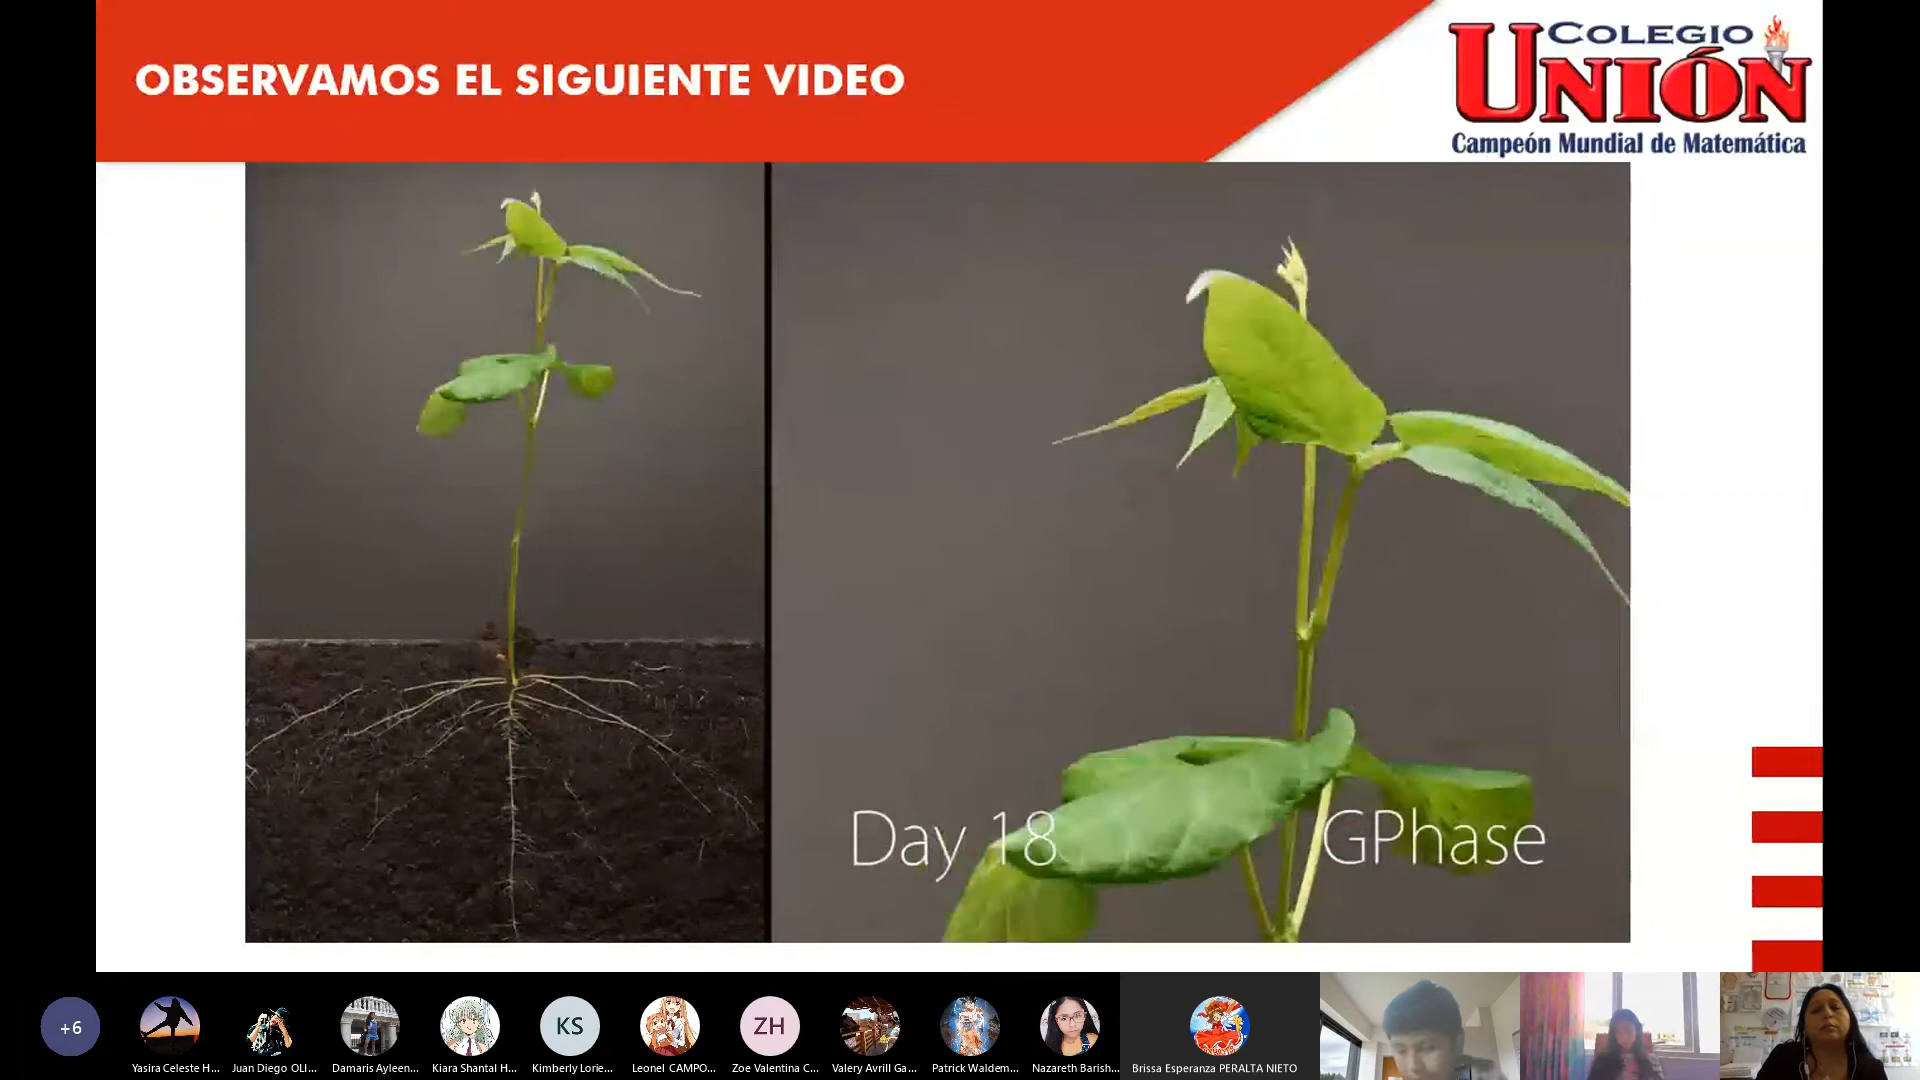 OBSERVAMOS EL SIGUIENTE VIDEO
COLEGIO
UNIÓN
Campeón Mundial de Matemática
Day 18
GPhase
+6
KS
ZH
Yasira Celeste H...
Juan Diego OLI...
Damaris Ayleen...
Kiara Shantal H...
Kimberly Lorie...
Leonel CAMPO...
Zoe Valentina C...
Valery Avrill Ga...
Patrick Waldem...
Nazareth Barish...
Brissa Esperanza PERALTA NIETO